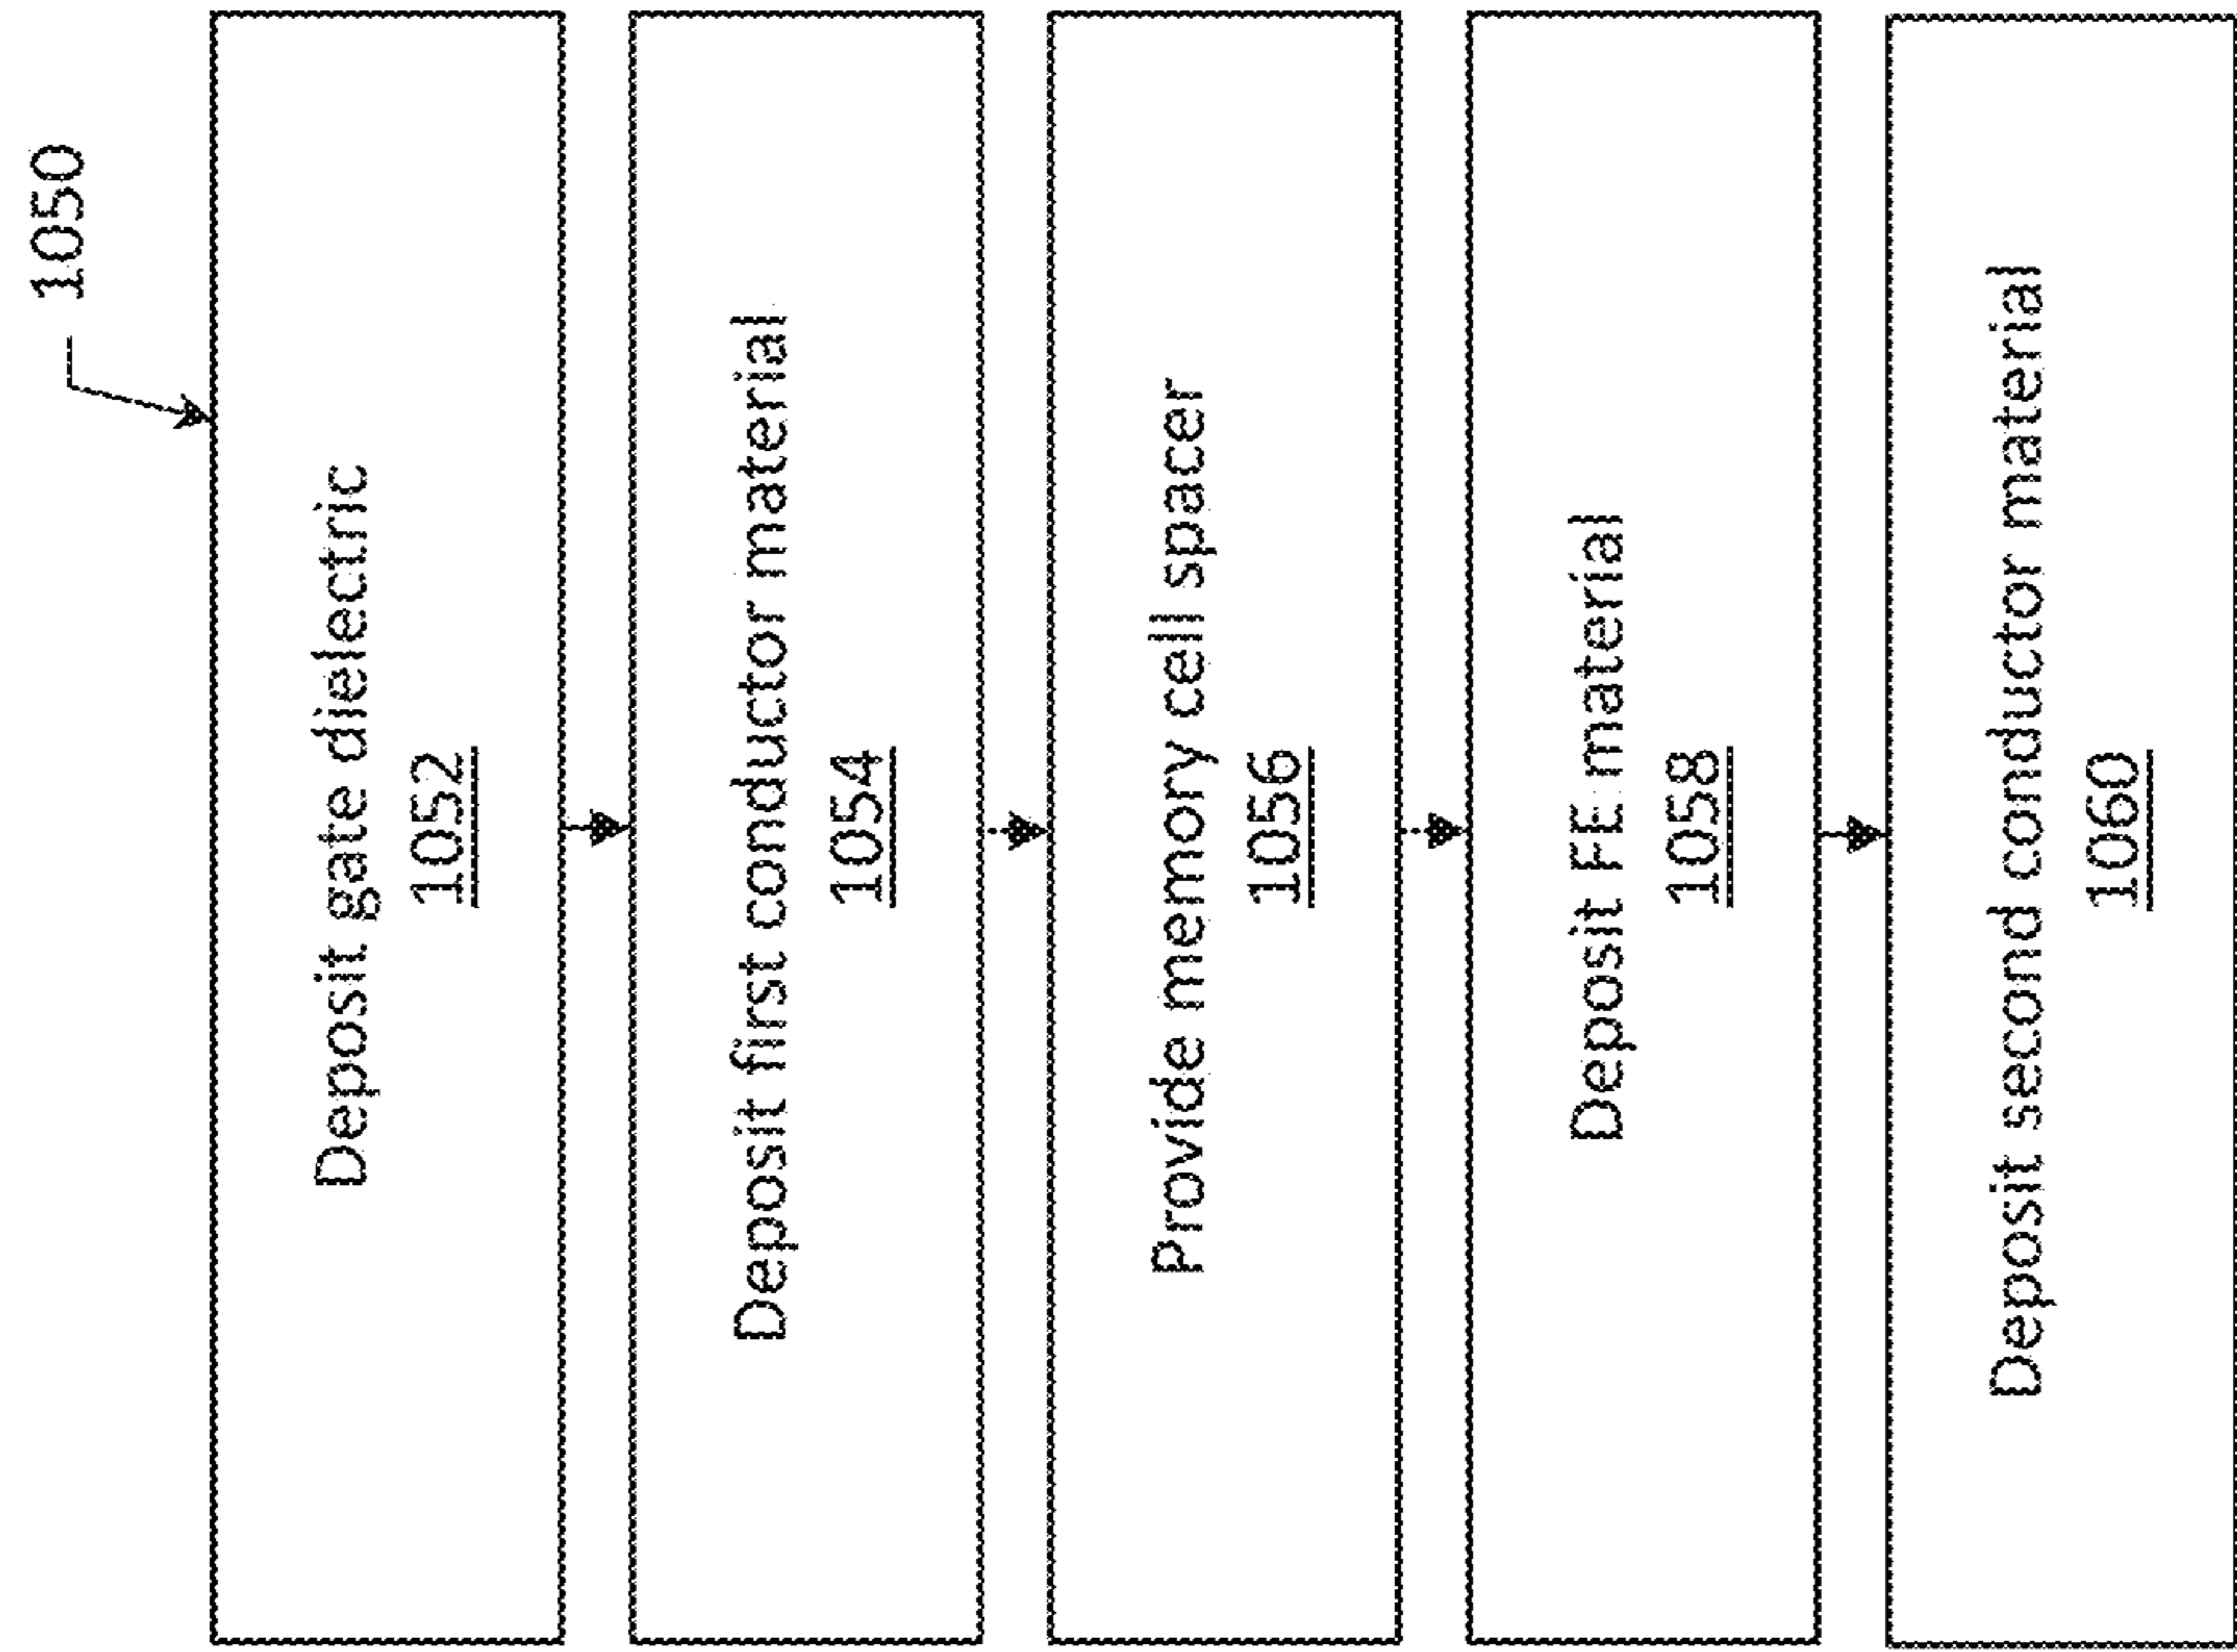 1050
Deposit gate dielectric
1052
Deposit first conductor material
1054
Provide memory cell spacer
1056
Deposit FE material
1058
Deposit second conductor material
1060